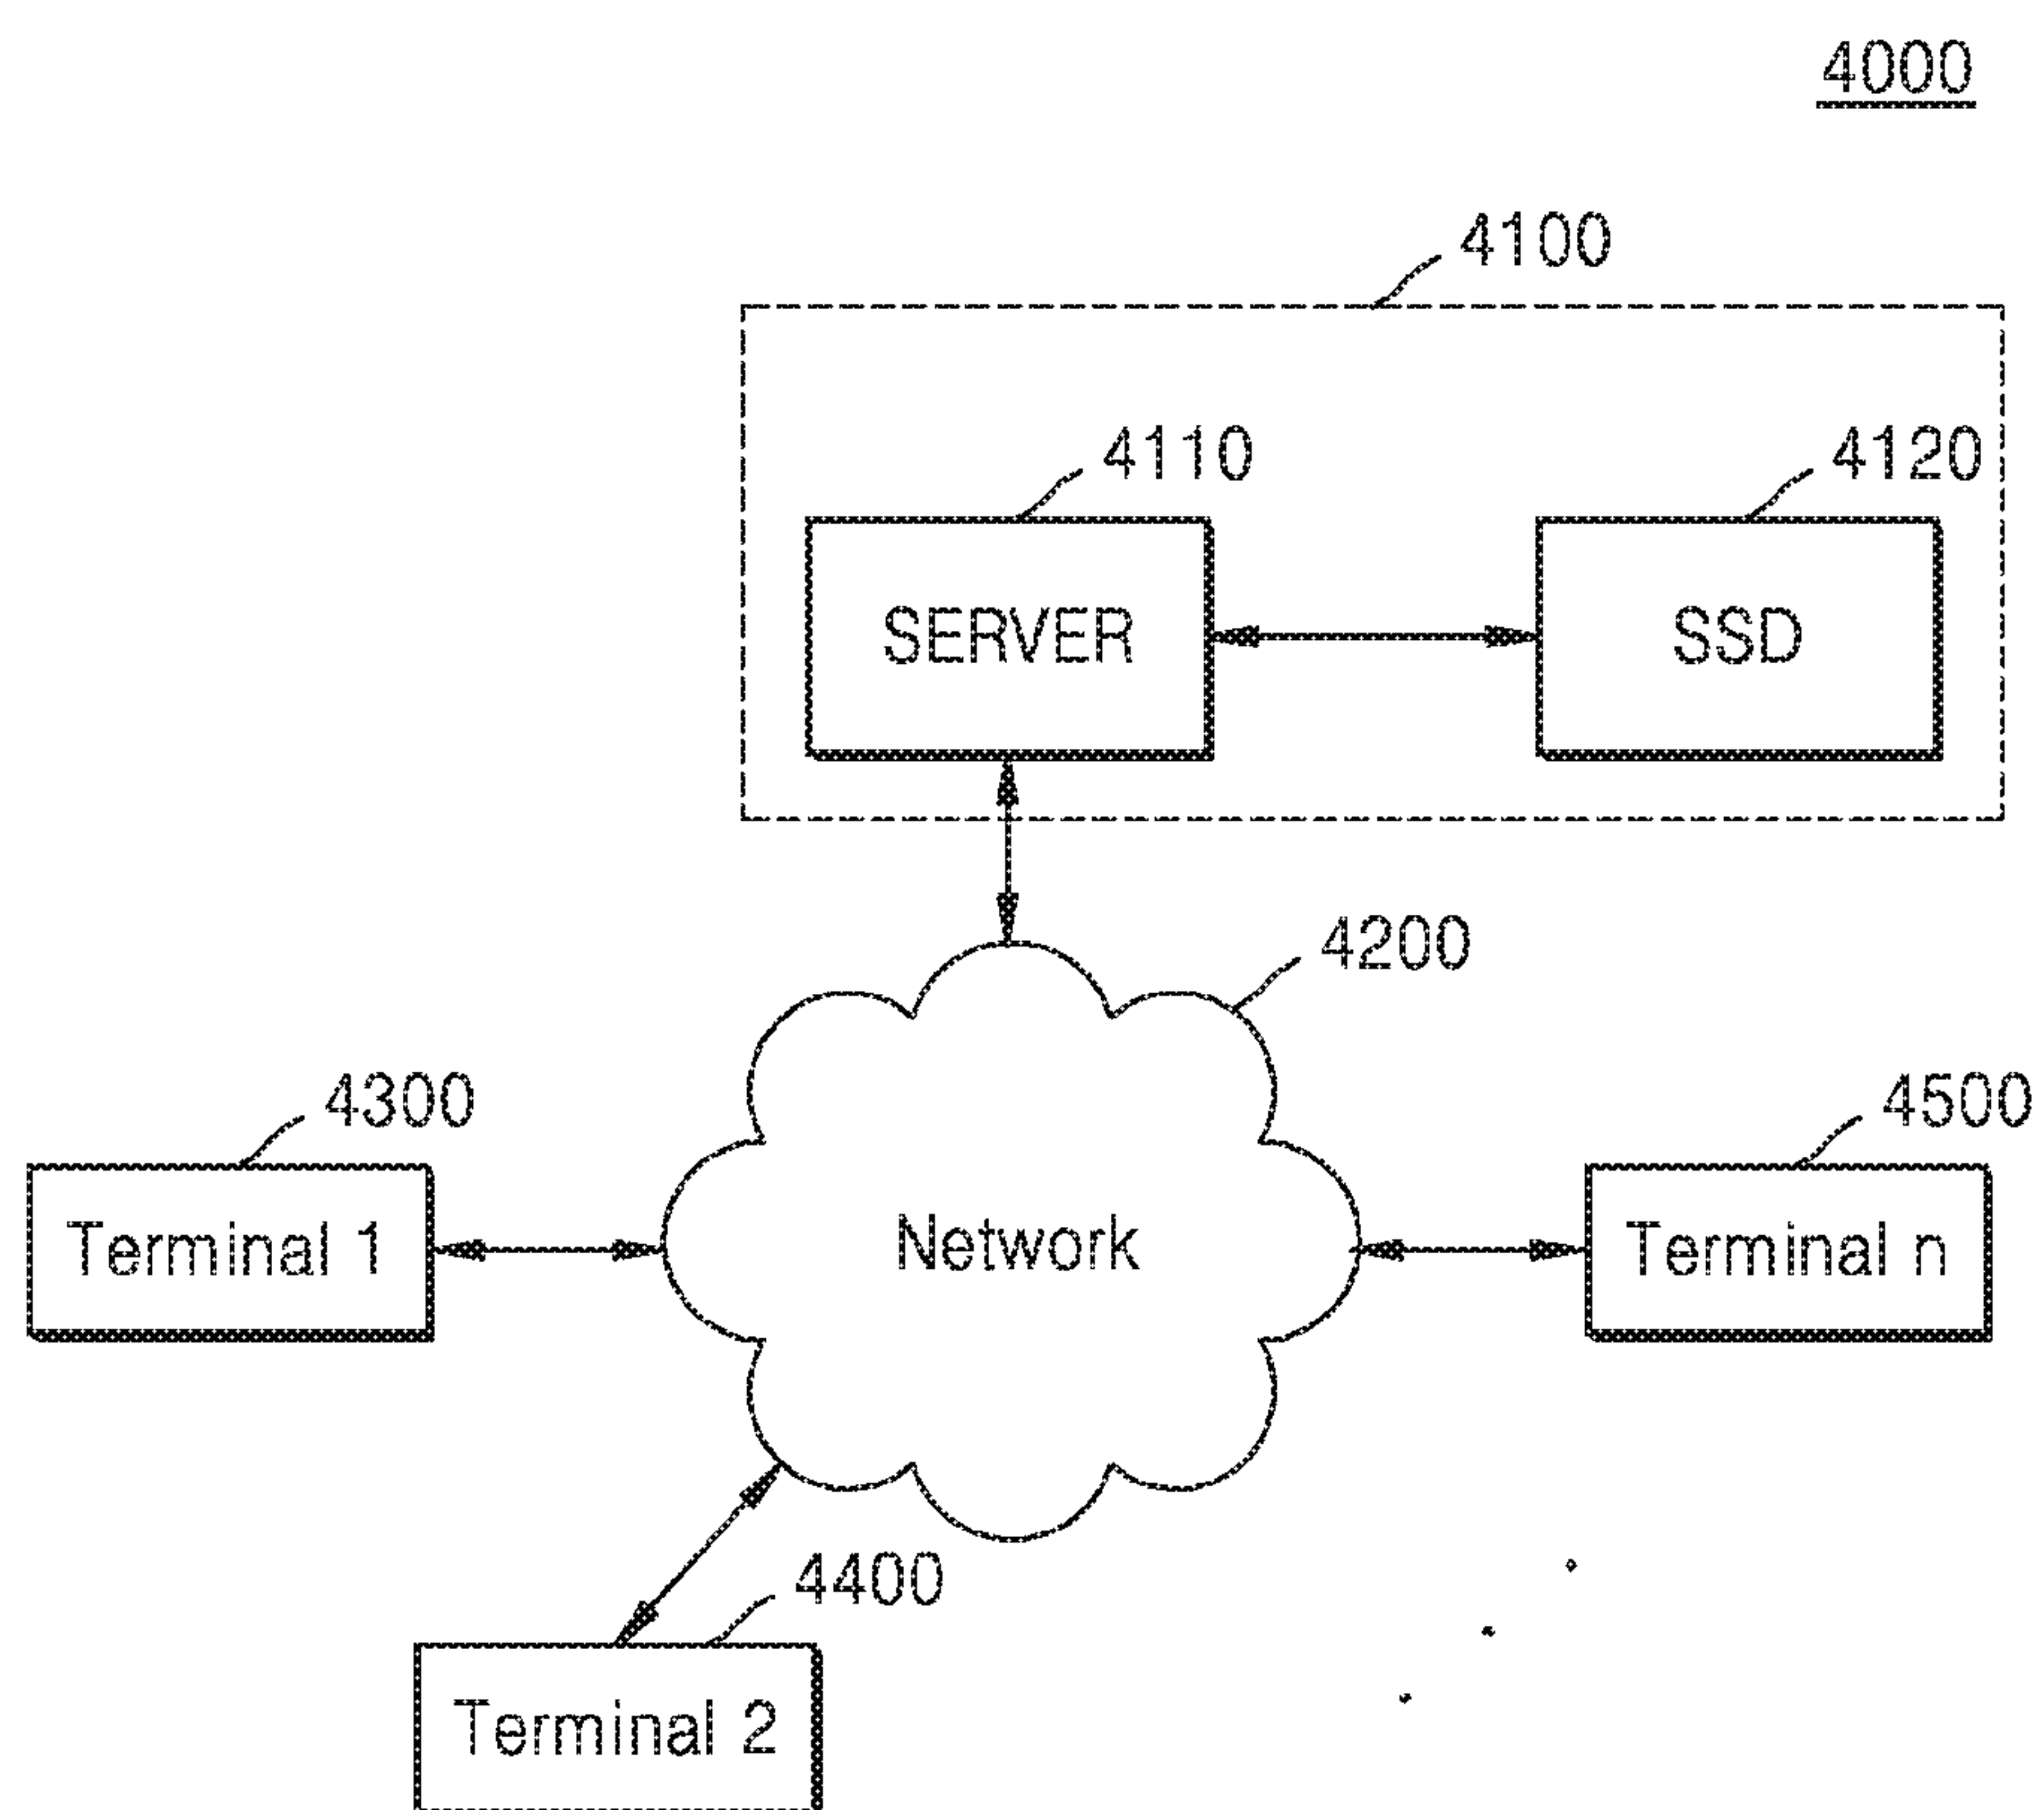 4000
4100
4110
4120
SERVER
SSD
4200
4300
4500
Terminal 1
Network
Terminal n
4400
Terminal 2